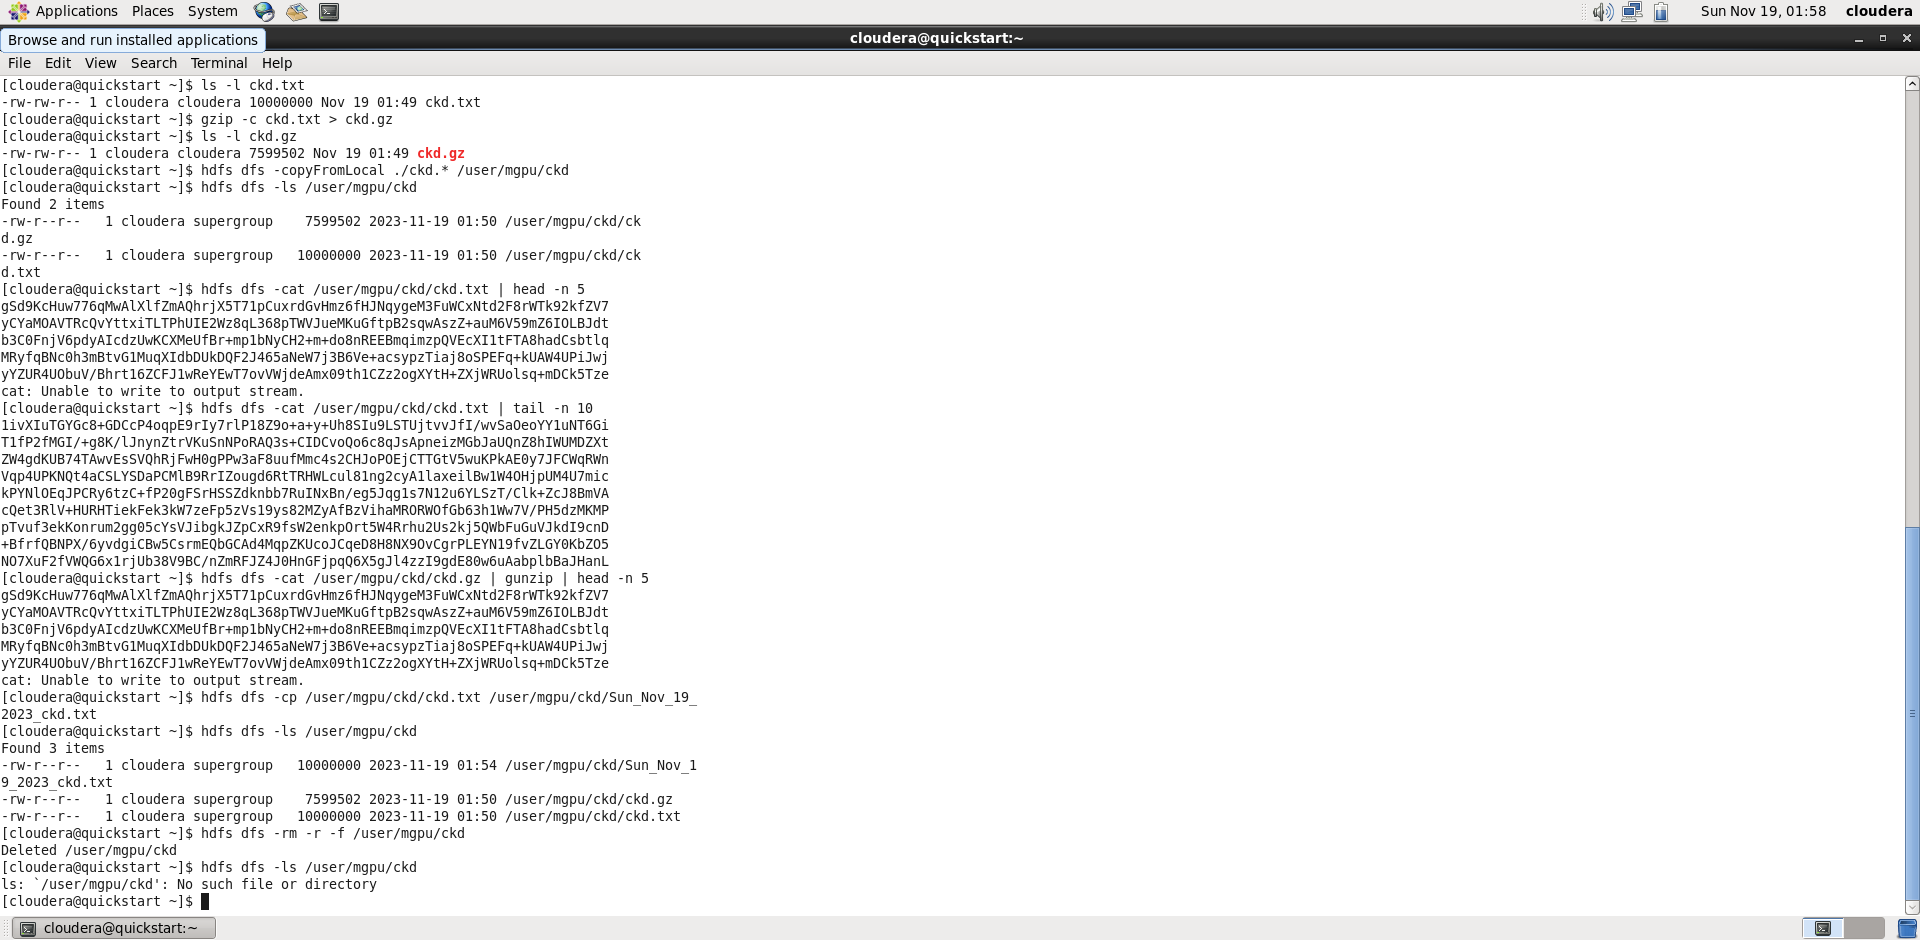 Applications Places System Sun Nov 19, 01:58 cloudera
Browse and run installed applications cloudera@quickstart:~
File Edit View Search Terminal Help
[cloudera@quickstart ~]$ ls -l ckd.txt
-rw-rw-r-- 1 cloudera cloudera 10000000 Nov 19 01:49 ckd.txt
[cloudera@quickstart ~]$ gzip -c ckd.txt > ckd.gz
[cloudera@quickstart ~]$ ls -l ckd.gz
-rw-rw-r-- 1 cloudera cloudera 7599502 Nov 19 01:49 ckd.gz
[cloudera@quickstart ~]$ hdfs dfs -copyFromLocal ./ckd.* /user/mgpu/ckd
[cloudera@quickstart ~]$ hdfs dfs -ls /user/mgpu/ckd
Found 2 items
-rw-r--r--   1 cloudera supergroup    7599502 2023-11-19 01:50 /user/mgpu/ckd/ck
d.gz
-rw-r--r--   1 cloudera supergroup   10000000 2023-11-19 01:50 /user/mgpu/ckd/ck
d.txt
[cloudera@quickstart ~]$ hdfs dfs -cat /user/mgpu/ckd/ckd.txt | head -n 5
gSd9KcHuw776qMwAlXlfZmAQhrjX5T71pCuxrdGvHmz6fHJNqygeM3FuWCxNtd2F8rWTk92kfZV7
yCYaMOAVTRcQvYttxiTLTPhUIE2Wz8qL368pTWVJueMKuGftpB2sqwAszZ+auM6V59mZ6IOLBJdt
b3C0FnjV6pdyAIcdzUwKCXMeUfBr+mp1bNyCH2+m+do8nREEBmqimzpQVEcXI1tFTA8hadCsbtlq
MRyfqBNc0h3mBtvG1MuqXIdbDUkDQF2J465aNeW7j3B6Ve+acsypzTiaj8oSPEFq+kUAW4UPiJwj
yYZUR4UObuV/Bhrt16ZCFJ1wReYEwT7ovVWjdeAmx09th1CZz2ogXYtH+ZXjWRUolsq+mDCk5Tze
cat: Unable to write to output stream.
[cloudera@quickstart ~]$ hdfs dfs -cat /user/mgpu/ckd/ckd.txt | tail -n 10
1ivXIuTGYGc8+GDCcP4oqpE9rIy7rlP18Z9o+a+y+Uh8SIu9LSTUjtvvJfI/wvSaOeoYY1uNT6Gi
T1fP2fMGI/+g8K/lJnynZtrVKuSnNPoRAQ3s+CIDCvoQo6c8qJsApneizMGbJaUQnZ8hIWUMDZXt
ZW4gdKUB74TAwvEsSVQhRjFwH0gPPw3aF8uufMmc4s2CHJoPOEjCTTGtV5wuKPkAE0y7JFCWqRWn
Vqp4UPKNQt4aCSLYSDaPCMlB9RrIZougd6RtTRHWLcul81ng2cyA1laxeilBw1W4OHjpUM4U7mic
kPYNlOEqJPCRy6tzC+fP20gFSrHSSZdknbb7RuINxBn/eg5Jqg1s7N12u6YLSzT/Clk+ZcJ8BmVA
cQet3RlV+HURHTiekFek3kW7zeFp5zVs19ys82MZyAfBzVihaMRORWOfGb63h1Ww7V/PH5dzMKMP
pTvuf3ekKonrum2gg05cYsVJibgkJZpCxR9fsW2enkpOrt5W4Rrhu2Us2kj5QWbFuGuVJkdI9cnD
+BfrfQBNPX/6yvdgiCBw5CsrmEQbGCAd4MqpZKUcoJCqeD8H8NX9OvCgrPLEYN19fvZLGY0KbZO5
NO7XuF2fVWQG6x1rjUb38V9BC/nZmRFJZ4J0HnGFjpqQ6X5gJl4zzI9gdE80w6uAabplbBaJHanL
[cloudera@quickstart ~]$ hdfs dfs -cat /user/mgpu/ckd/ckd.gz | gunzip | head -n 5
gSd9KcHuw776qMwAlXlfZmAQhrjX5T71pCuxrdGvHmz6fHJNqygeM3FuWCxNtd2F8rWTk92kfZV7
yCYaMOAVTRcQvYttxiTLTPhUIE2Wz8qL368pTWVJueMKuGftpB2sqwAszZ+auM6V59mZ6IOLBJdt
b3C0FnjV6pdyAIcdzUwKCXMeUfBr+mp1bNyCH2+m+do8nREEBmqimzpQVEcXI1tFTA8hadCsbtlq
MRyfqBNc0h3mBtvG1MuqXIdbDUkDQF2J465aNeW7j3B6Ve+acsypzTiaj8oSPEFq+kUAW4UPiJwj
yYZUR4UObuV/Bhrt16ZCFJ1wReYEwT7ovVWjdeAmx09th1CZz2ogXYtH+ZXjWRUolsq+mDCk5Tze
cat: Unable to write to output stream.
[cloudera@quickstart ~]$ hdfs dfs -cp /user/mgpu/ckd/ckd.txt /user/mgpu/ckd/Sun_Nov_19_
2023_ckd.txt
[cloudera@quickstart ~]$ hdfs dfs -ls /user/mgpu/ckd
Found 3 items
-rw-r--r--   1 cloudera supergroup   10000000 2023-11-19 01:54 /user/mgpu/ckd/Sun_Nov_1
9_2023_ckd.txt
-rw-r--r--   1 cloudera supergroup    7599502 2023-11-19 01:50 /user/mgpu/ckd/ckd.gz
-rw-r--r--   1 cloudera supergroup   10000000 2023-11-19 01:50 /user/mgpu/ckd/ckd.txt
[cloudera@quickstart ~]$ hdfs dfs -rm -r -f /user/mgpu/ckd
Deleted /user/mgpu/ckd
[cloudera@quickstart ~]$ hdfs dfs -ls /user/mgpu/ckd
ls: `/user/mgpu/ckd': No such file or directory
[cloudera@quickstart ~]$
cloudera@quickstart:~